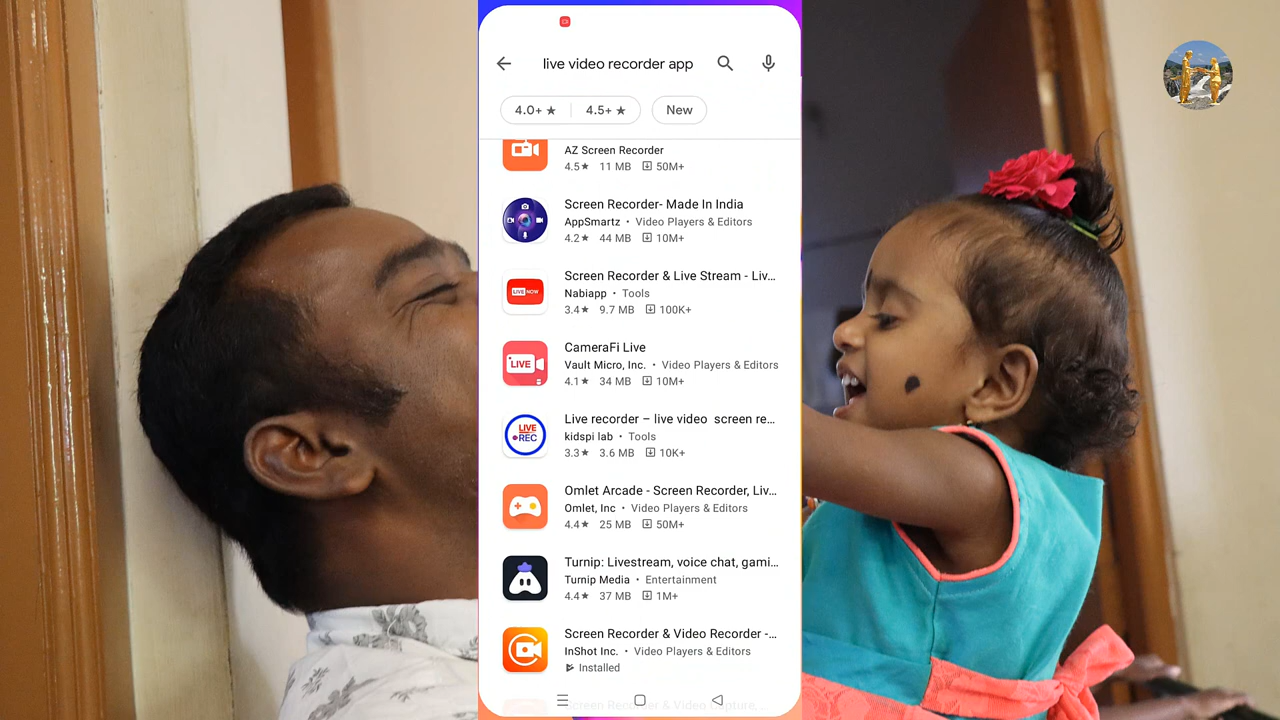 live video recorder app
4.0+ ★ 4.5+ ★ New
AZ Screen Recorder
4.5★ 11 MB 50M+
Screen Recorder- Made In India
AppSmartz • Video Players & Editors
4.2★ 44 MB 10M+
Screen Recorder & Live Stream - Liv...
LIVE NOW
Nabiapp • Tools
3.4★ 9.7 MB 100K+
CameraFi Live
LIVE
Vault Micro, Inc. • Video Players & Editors
4.1★ 34 MB 10M+
Live recorder – live video screen re...
LIVE
REC
kidspi lab • Tools
3.3★ 3.6 MB 10K+
Omlet Arcade - Screen Recorder, Liv...
Omlet, Inc • Video Players & Editors
4.4★ 25 MB 50M+
Turnip: Livestream, voice chat, gami...
Turnip Media • Entertainment
4.4★ 37 MB 1M+
Screen Recorder & Video Recorder -...
InShot Inc. • Video Players & Editors
Installed
Screen Recorder & Video Capture,...